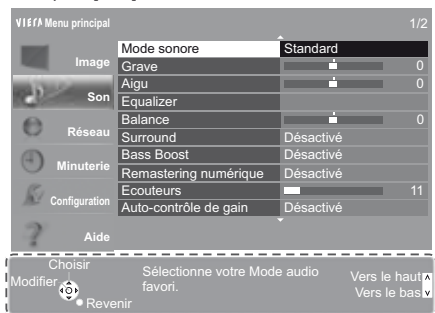 VIERA Menu principal 1/2
Image
Son
Réseau
Minuterie
Configuration
Aide
Mode sonore Standard
Grave 0
Aigu 0
Equalizer
Balance 0
Surround Désactivé
Bass Boost Désactivé
Remastering numérique Désactivé
Ecouteurs 11
Auto-contrôle de gain Désactivé
Choisir
Modifier
Revenir
Sélectionne votre Mode audio
favori.
Vers le haut
Vers le bas